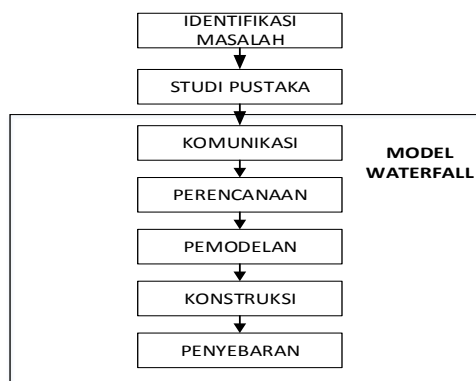 IDENTIFIKASI
MASALAH
STUDI PUSTAKA
KOMUNIKASI
MODEL
WATERFALL
PERENCANAAN
PEMODELAN
KONSTRUKSI
PENYEBARAN